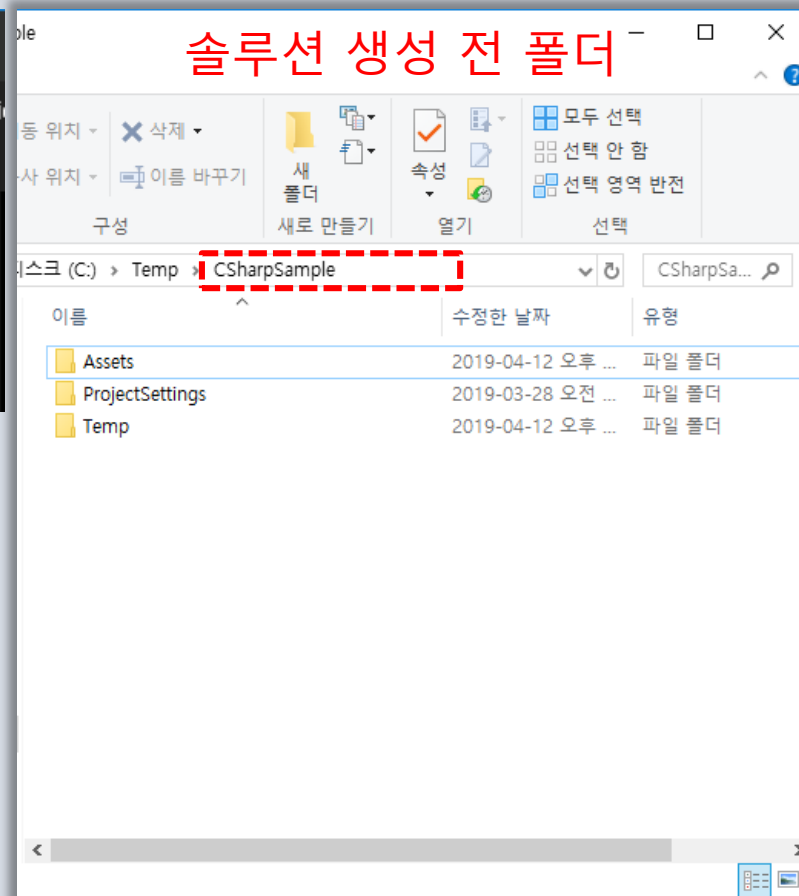 ple
솔루션 생성 전 폴더
동 위치
삭제
사 위치
이름 바꾸기
새
폴더
속성
모두 선택
선택 안 함
선택 영역 반전
구성
새로 만들기
열기
선택
디스크 (C:) › Temp › CSharpSample
CSharpSa...
이름
수정한 날짜
유형
Assets 2019-04-12 오후 ... 파일 폴더
ProjectSettings 2019-03-28 오전 ... 파일 폴더
Temp 2019-04-12 오후 ... 파일 폴더